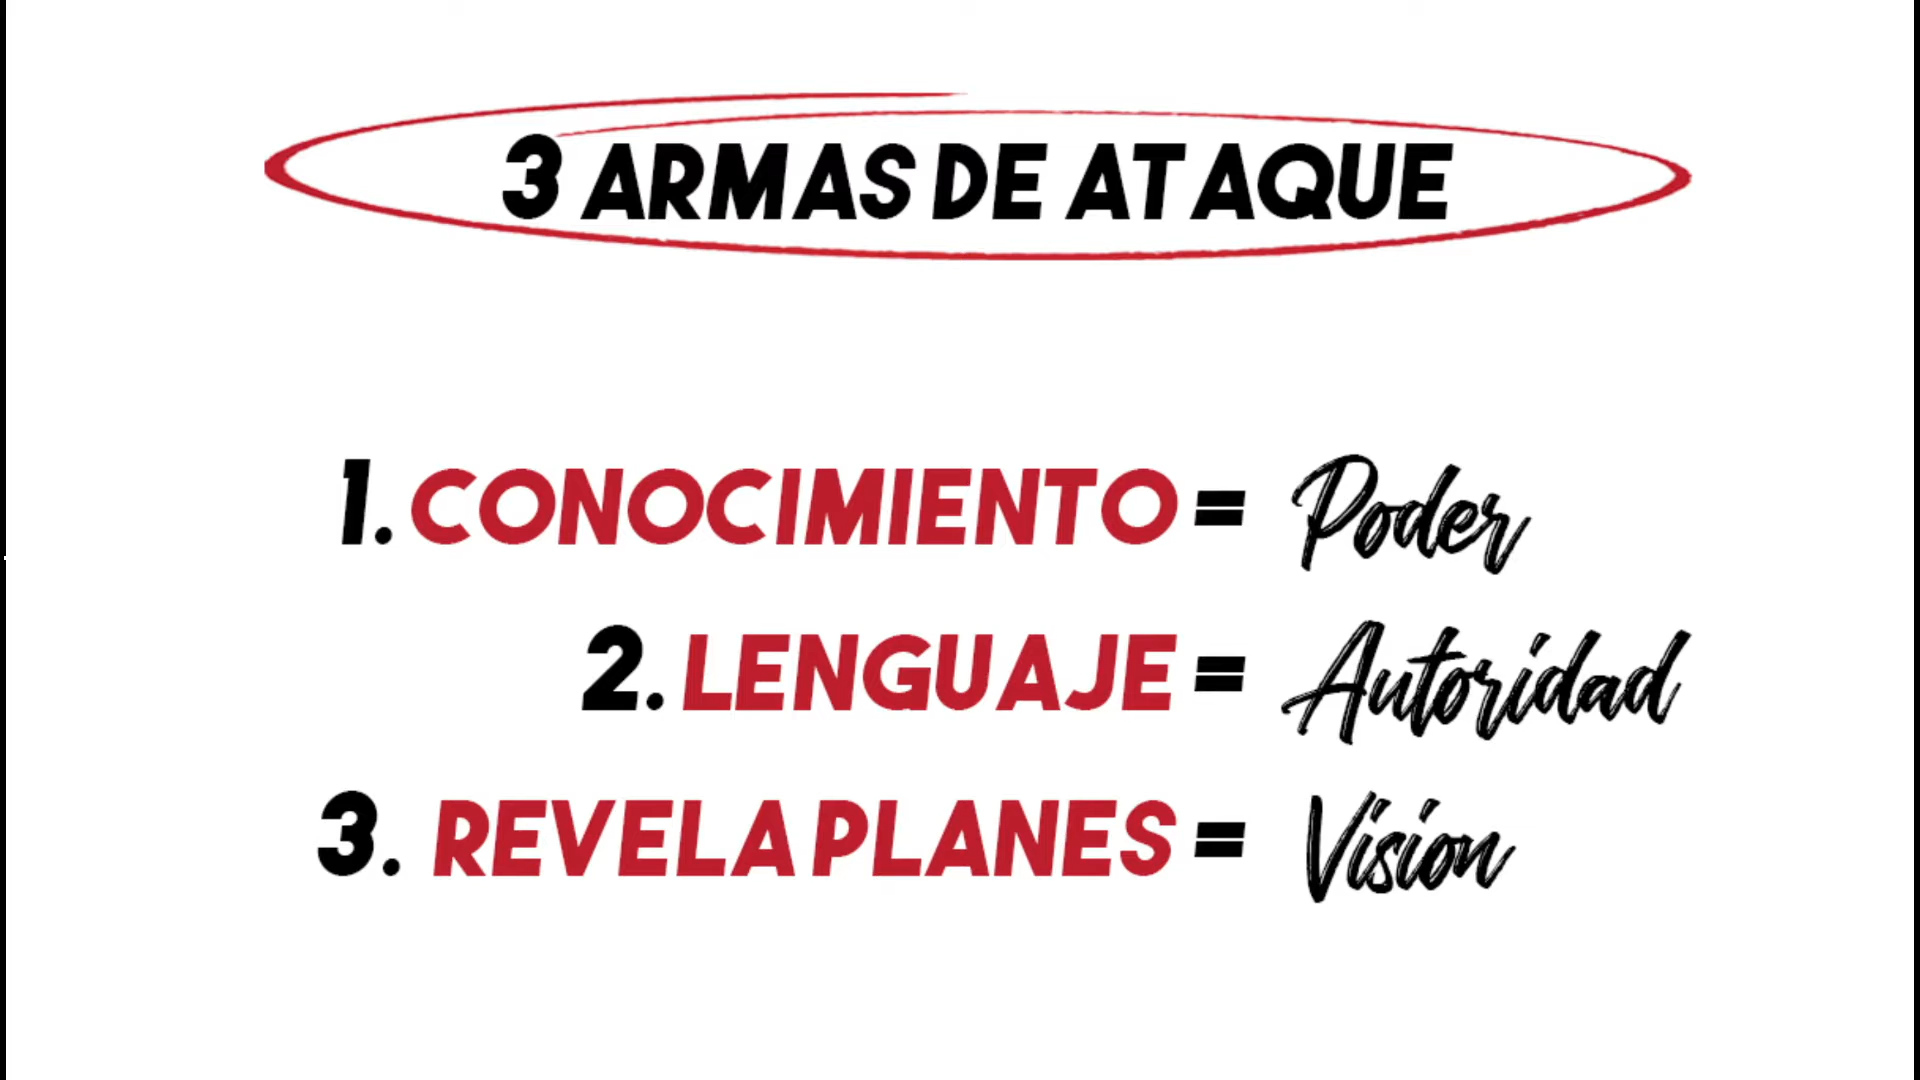 3 ARMAS DE ATAQUE
1. CONOCIMIENTO = Poder
2. LENGUAJE = Autoridad
3. REVELA PLANES = Vision